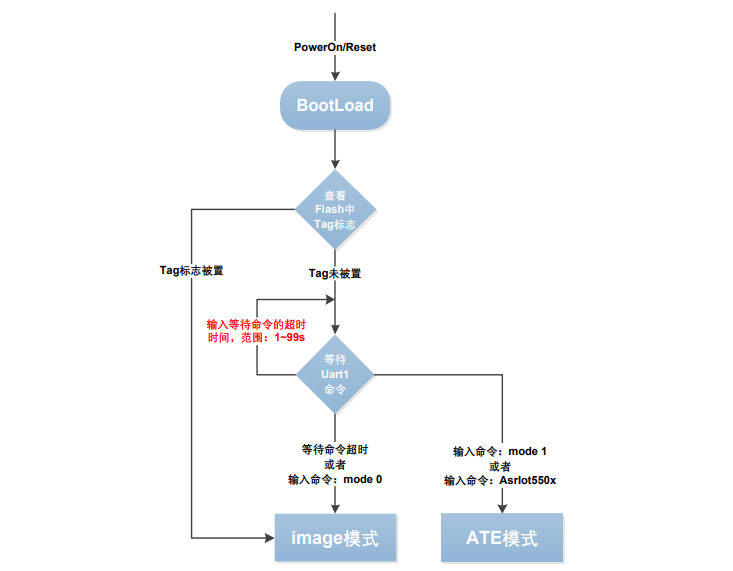 PowerOn/Reset
BootLoad
查看
Flash中
Tag标志
Tag标志被置
Tag未被置
输入等待命令的超时
时间，范围：1~99s
等待
Uart1
命令
等待命令超时
或者
输入命令：mode 0
输入命令：mode 1
或者
输入命令：AsrIot550x
image模式
ATE模式